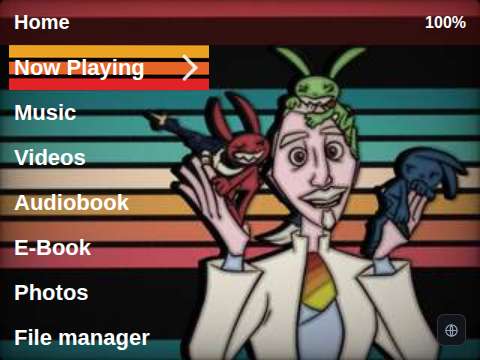 Home
100%
Now Playing
Music
Videos
Audiobook
E-Book
Photos
File manager